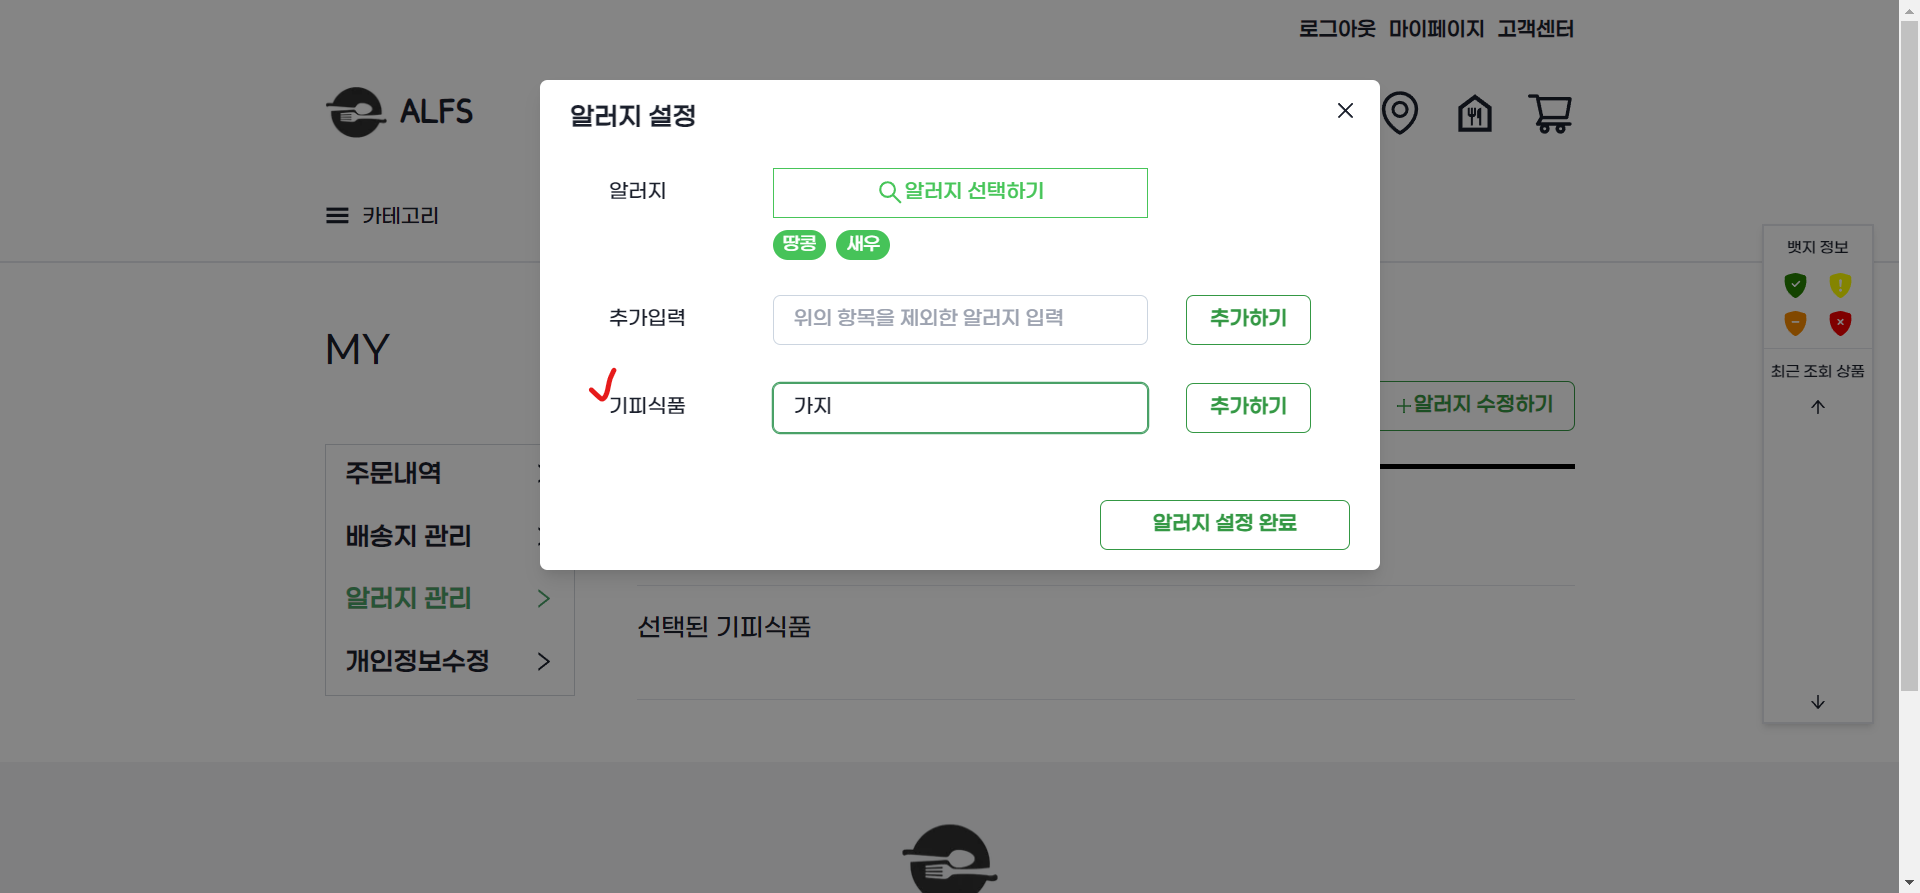 로그아웃 마이페이지 고객센터
ALFS
카테고리
알러지 설정
알러지
알러지 선택하기
땅콩 새우
추가입력
위의 항목을 제외한 알러지 입력
추가하기
기피식품
가지
추가하기
알러지 설정 완료
MY
주문내역
배송지 관리
알러지 관리
개인정보수정
알러지 수정하기
선택된 기피식품
뱃지 정보
최근 조회 상품